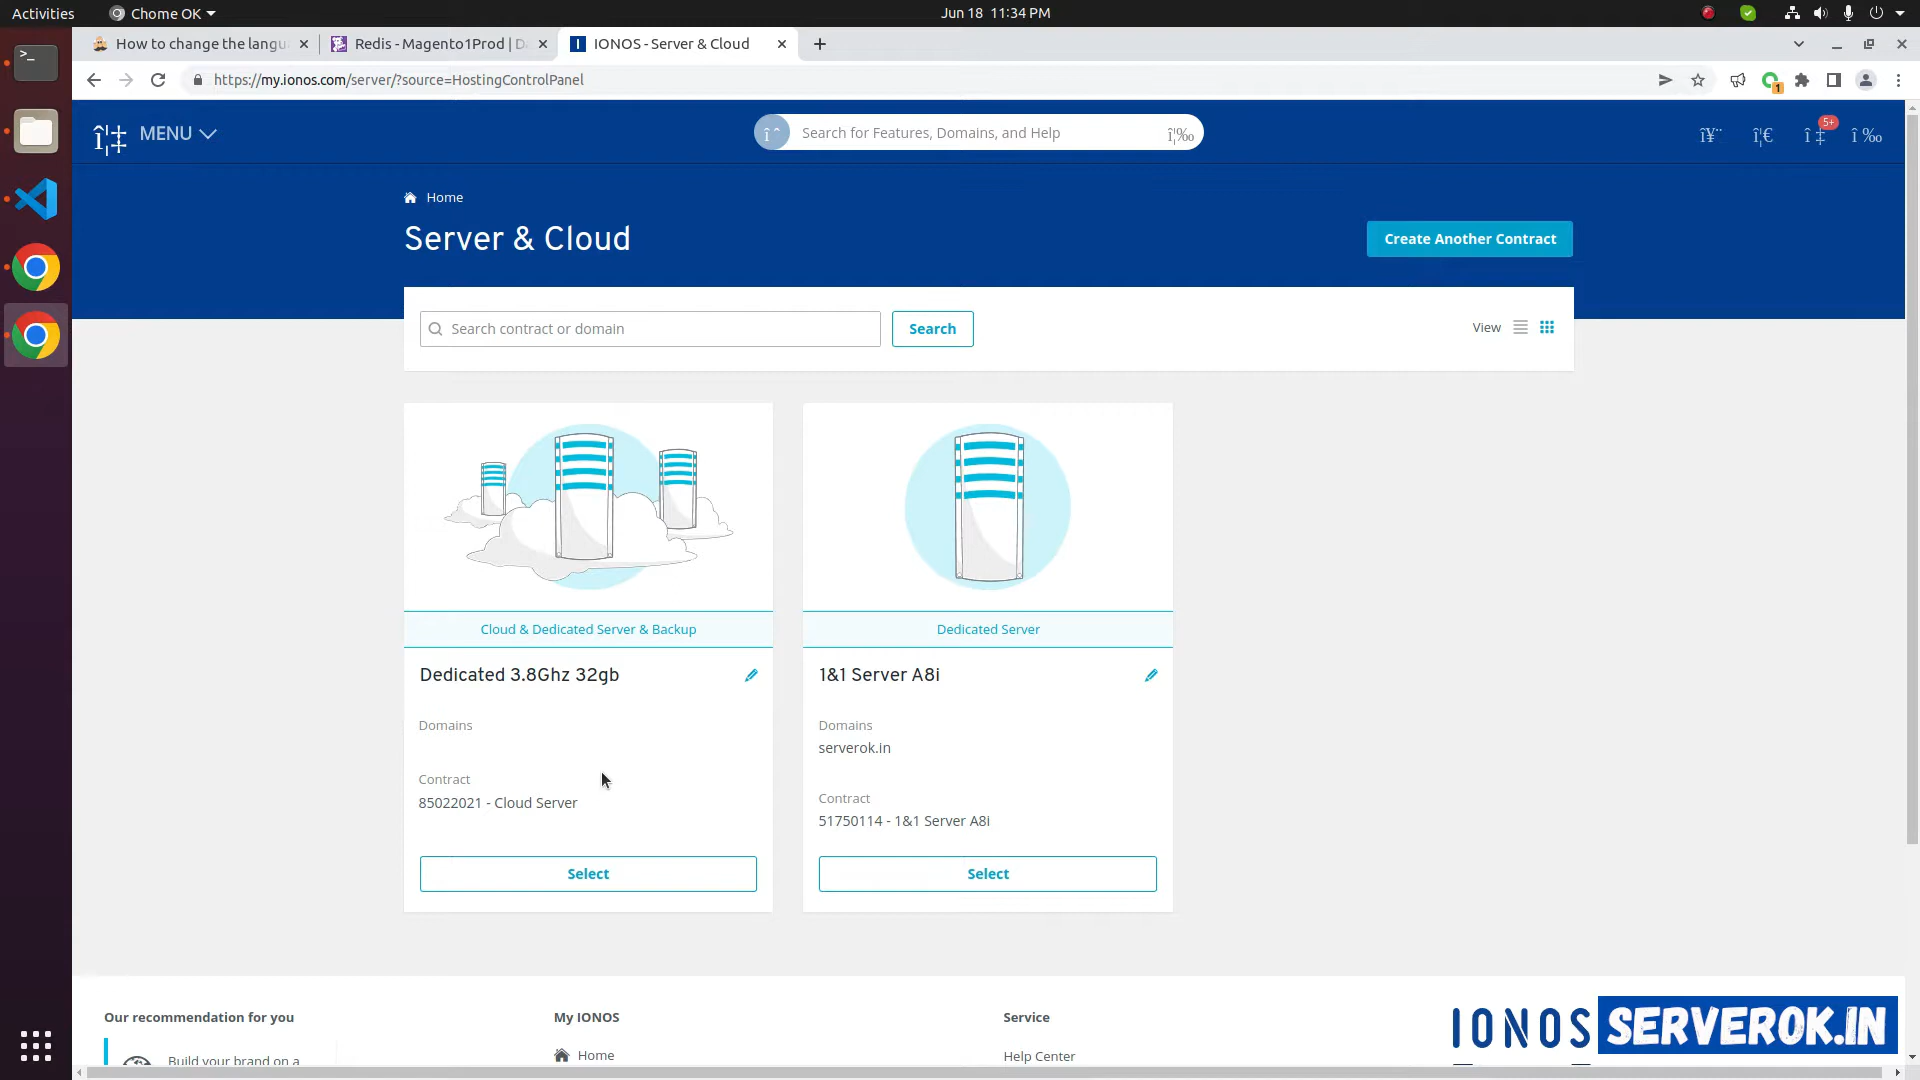 Activities
Chome OK
Jun 18 11:34 PM
How to change the langu
Redis - Magento1Prod | D
IONOS - Server & Cloud
https://my.ionos.com/server/?source=HostingControlPanel
1
MENU
Search for Features, Domains, and Help
5+
Home
Server & Cloud
Create Another Contract
Search contract or domain
Search
View
Cloud & Dedicated Server & Backup
Dedicated Server
Dedicated 3.8Ghz 32gb
1&1 Server A8i
Domains
Domains
serverok.in
Contract
85022021 - Cloud Server
Contract
51750114 - 1&1 Server A8i
Select
Select
Our recommendation for you
My IONOS
Service
IONOS
SERVEROK.IN
Build your brand on a
Home
Help Center